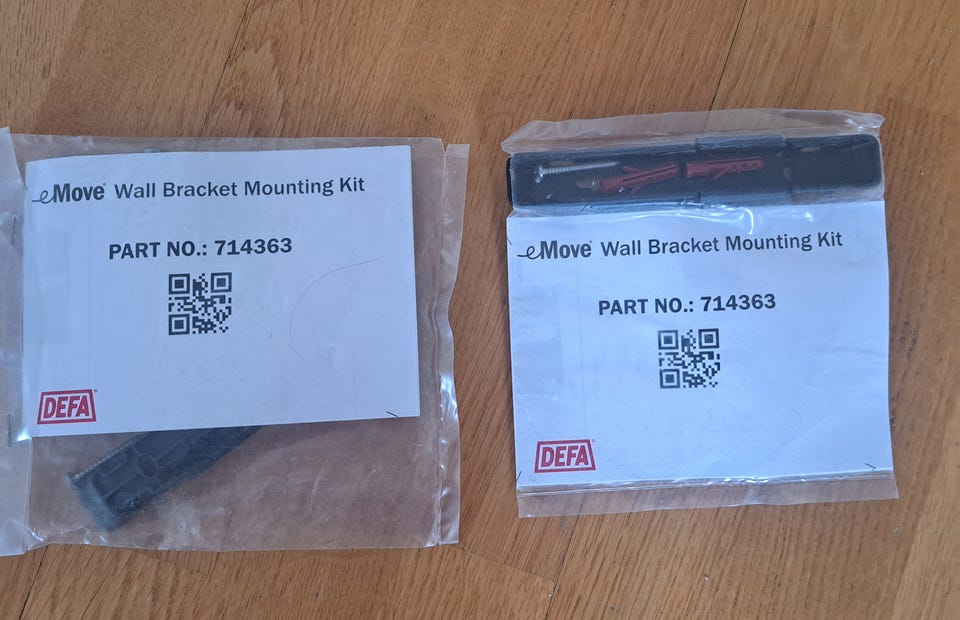 eMove Wall Bracket Mounting Kit
PART NO.: 714363
DEFA
eMove Wall Bracket Mounting Kit
PART NO.: 714363
DEFA